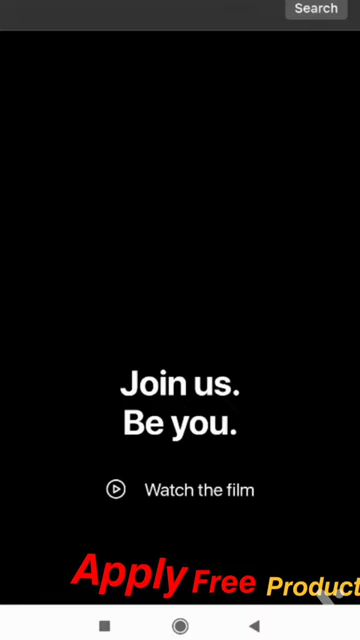 Search
Join us.
Be you.
Watch the film
Apply Free Product